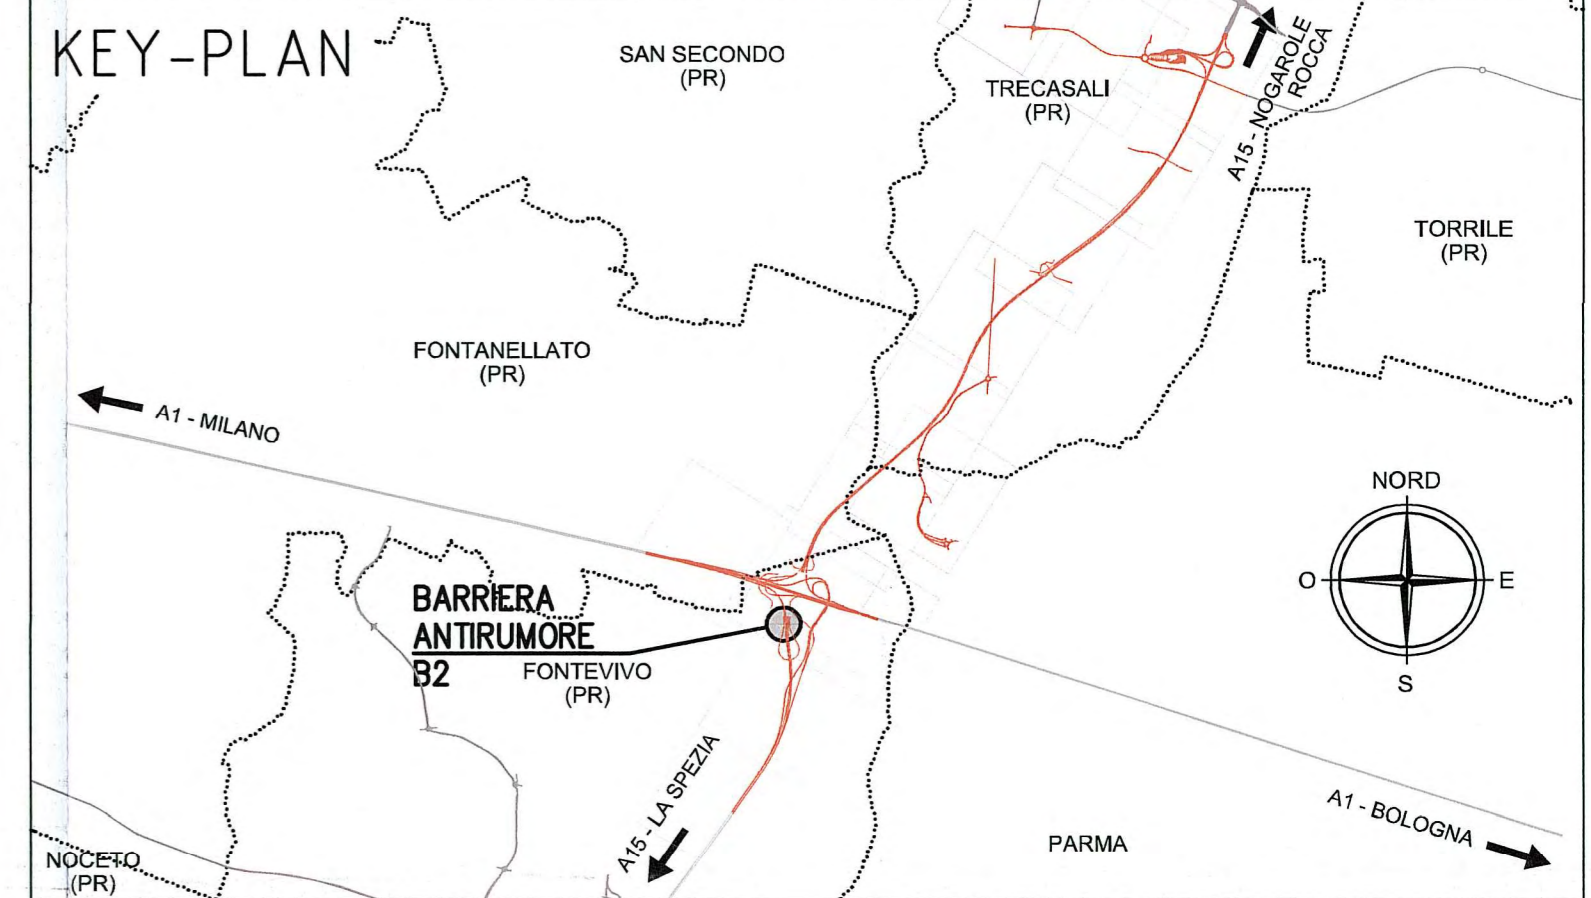 KEY-PLAN
SAN SECONDO
(PR)
TRECASALI
(PR)
A15 - NOGAROLE
ROCCA
TORRILE
(PR)
FONTANELLATO
(PR)
A1 - MILANO
NORD
O
E
S
BARRIERA
ANTIRUMORE
B2
FONTEVIVO
(PR)
A15 - LA SPEZIA
A1 - BOLOGNA
PARMA
NOCETO
(PR)